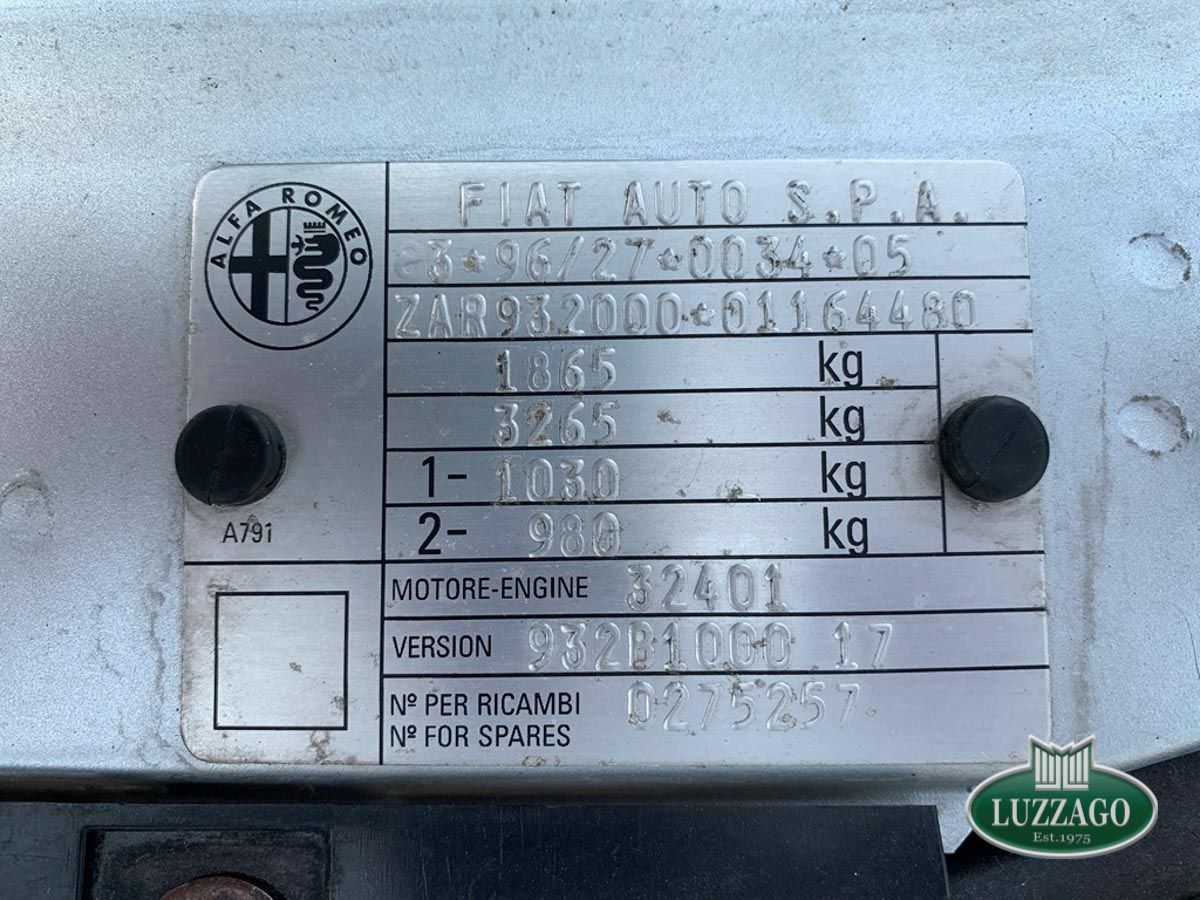 ALFA ROMEO
FIAT AUTO S.P.A.
e3*96/27*0034*05
ZAR932000*01164480
1865 kg
3265 kg
1- 1030 kg
2- 980 kg
A791
MOTORE-ENGINE 32401
VERSION 932B1000 17
Nº PER RICAMBI 0275257
Nº FOR SPARES
LUZZAGO
Est.1975